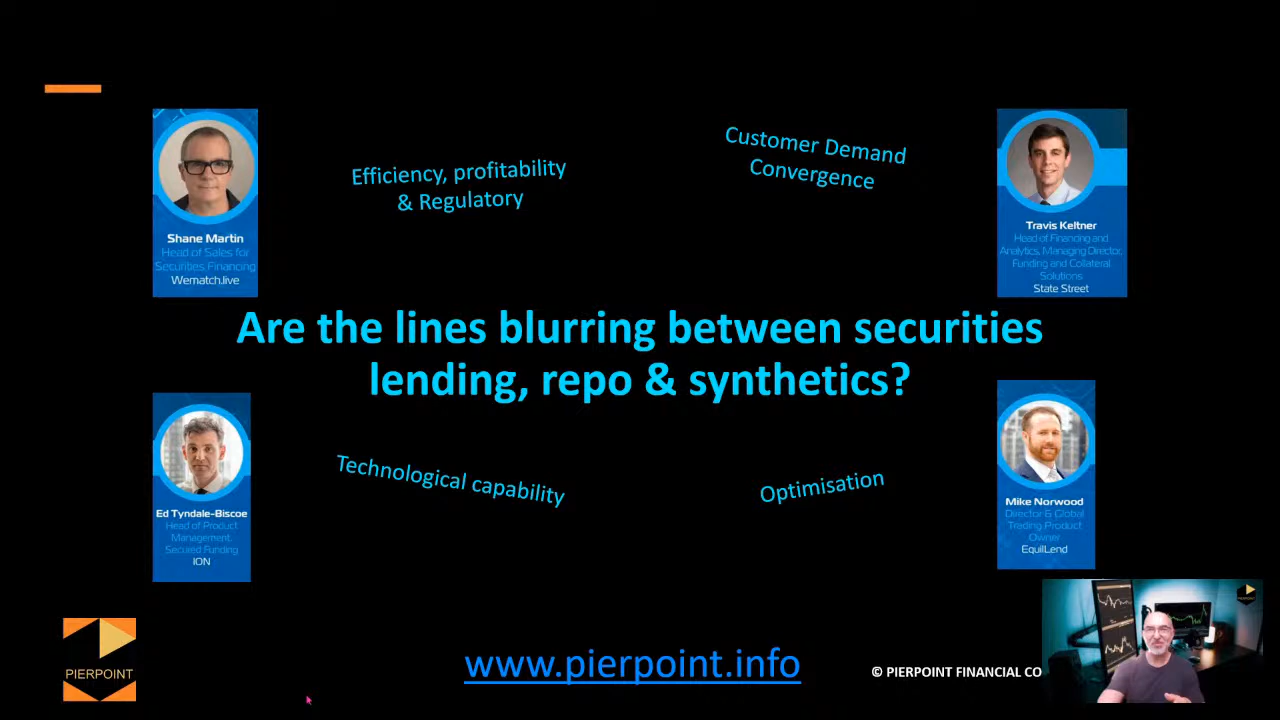 Efficiency, profitability
& Regulatory
Customer Demand
Convergence
Shane Martin
Head of Sales for
Securities Financing
Wematch.live
Travis Keltner
Head of Financing and
Analytics, Managing Director,
Funding and Collateral
Solutions
State Street
Are the lines blurring between securities
lending, repo & synthetics?
Ed Tyndale-Biscoe
Head of Product
Management,
Secured Funding
ION
Technological capability
Optimisation
Mike Norwood
Director & Global
Trading Product
Owner
EquiLend
PIERPOINT
www.pierpoint.info
© PIERPOINT FINANCIAL CO
PIERPOINT